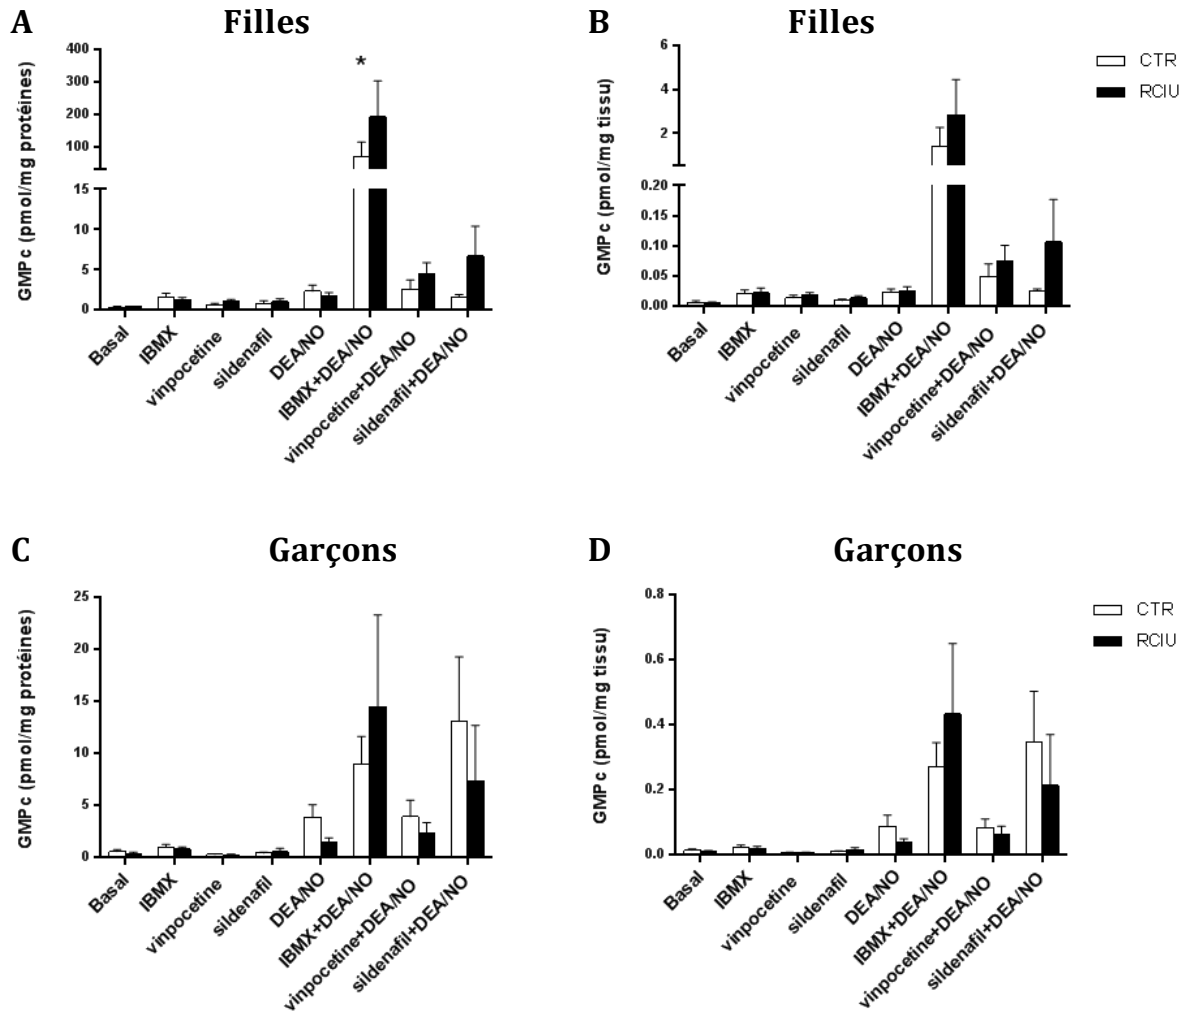 A
Filles
GMPc (pmol/mg protéines)
400
300
200
100
15
10
5
0
Basal
IBMX
vinpocetine
sildenafil
DEA/NO
IBMX+DEA/NO
vinpocetine+DEA/NO
sildenafil+DEA/NO
*
B
Filles
GMPc (pmol/mg tissu)
6
4
2
0.20
0.15
0.10
0.05
0.00
Basal
IBMX
vinpocetine
sildenafil
DEA/NO
IBMX+DEA/NO
vinpocetine+DEA/NO
sildenafil+DEA/NO
CTR
RCIU
C
Garçons
GMPc (pmol/mg protéines)
25
20
15
10
5
0
Basal
IBMX
vinpocetine
sildenafil
DEA/NO
IBMX+DEA/NO
vinpocetine+DEA/NO
sildenafil+DEA/NO
D
Garçons
GMPc (pmol/mg tissu)
0.8
0.6
0.4
0.2
0.0
Basal
IBMX
vinpocetine
sildenafil
DEA/NO
IBMX+DEA/NO
vinpocetine+DEA/NO
sildenafil+DEA/NO
CTR
RCIU